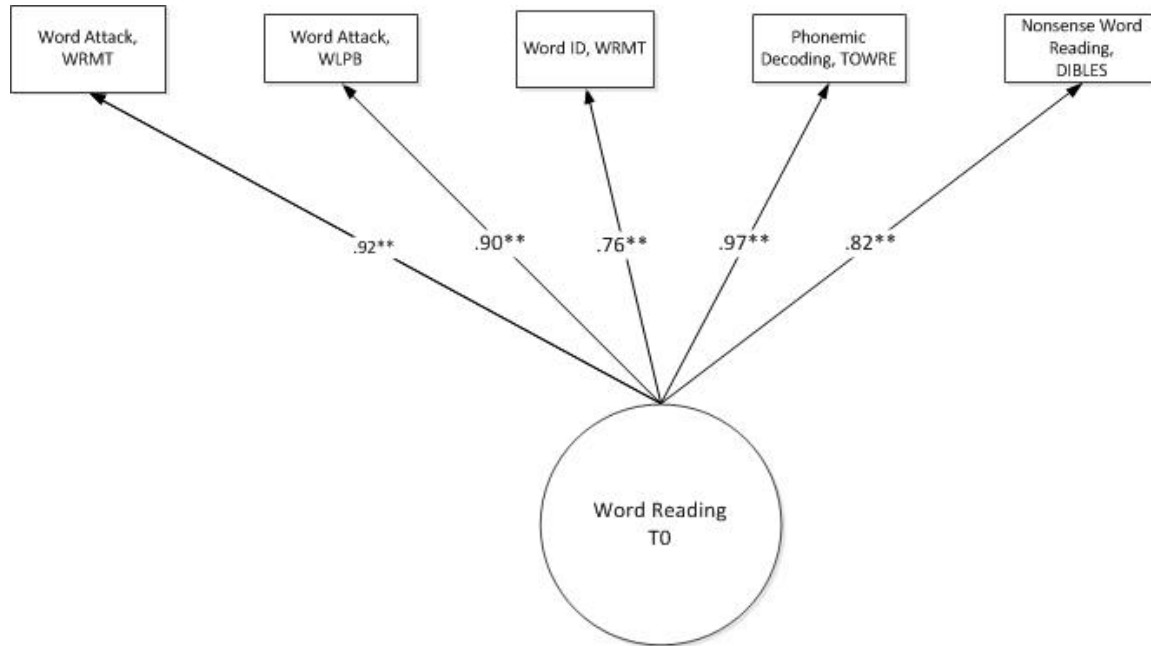 Word Attack,
WRMT
Word Attack,
WLPB
Word ID, WRMT
Phonemic
Decoding, TOWRE
Nonsense Word
Reading,
DIBLES
.92**
.90**
.76**
.97**
.82**
Word Reading
T0